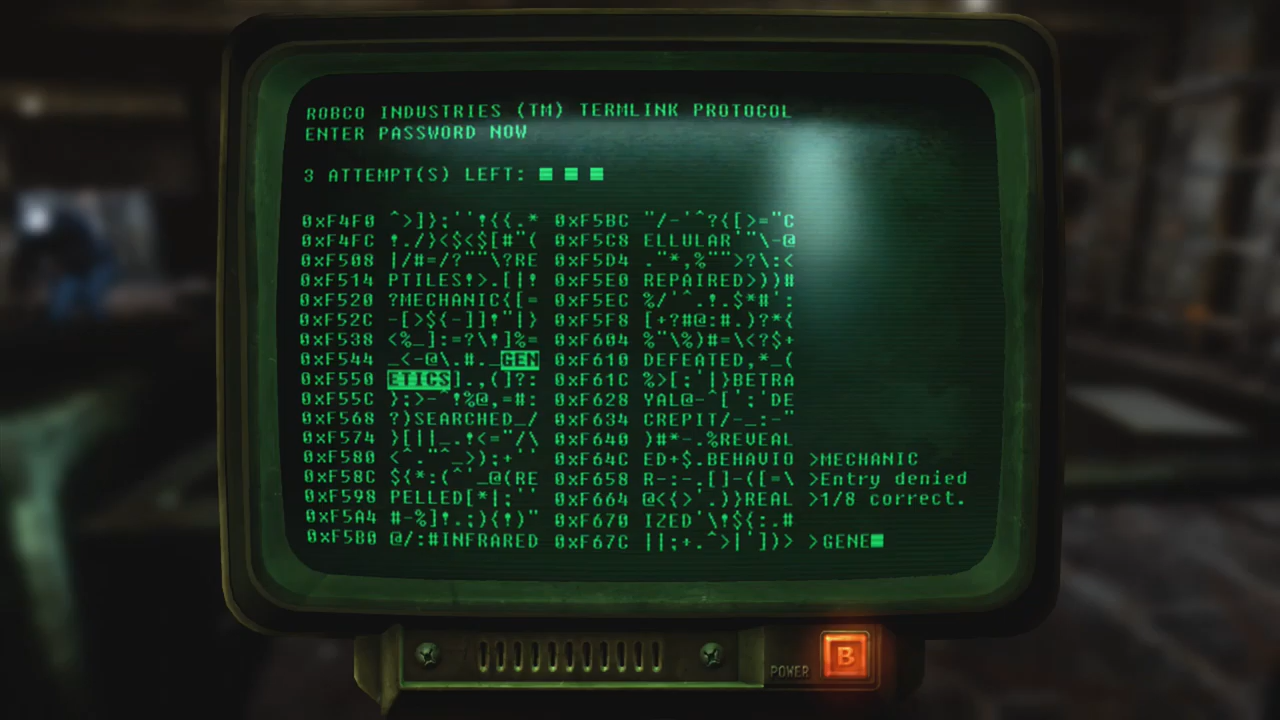 ROBCO INDUSTRIES (TM) TERMLINK PROTOCOL
ENTER PASSWORD NOW
3 ATTEMPT(S) LEFT: ■ ■ ■
0xF4F0 ^>]};''!{{.* 0xF5BC "/-'^?{[>="C
0xF4FC !./}<$<$[#"( 0xF5C8 ELLULAR'"\-@
0xF508 |/#=/?""\?RE 0xF5D4 ."*,%"">?\:<
0xF514 PTILES!>.[|! 0xF5E0 REPAIRED>))#
0xF520 ?MECHANIC{[= 0xF5EC %/'^.!.$*#':
0xF52C -[>${-]]!"|} 0xF5F8 [+?#@:#.)?*{
0xF538 <%_]:=?\!]%= 0xF604 %"\%)#=\<?$+
0xF544 _<-@\.#._GEN 0xF610 DEFEATED,*_(
0xF550 ETICS].,(]?: 0xF61C %>[;'|}BETRA
0xF55C };>-^!%@,=#: 0xF628 YAL@-^[';'DE
0xF568 ?)SEARCHED_/ 0xF634 CREPIT/-_:-"
0xF574 }[||_.!<="/\ 0xF640 )#*-.%REVEAL
0xF580 <^."^_>);+'' 0xF64C ED+$.BEHAVIO >MECHANIC
0xF58C ${*:(^'_@(RE 0xF658 R-:-.[]-([=\ >Entry denied
0xF598 PELLED[*|;'' 0xF664 @<{>'.)}REAL >1/8 correct.
0xF5A4 #-%]!.;){!)" 0xF670 IZED'\!${:.#
0xF5B0 @/:#INFRARED 0xF67C ||;+.^>|'])> >GENE■
POWER
B